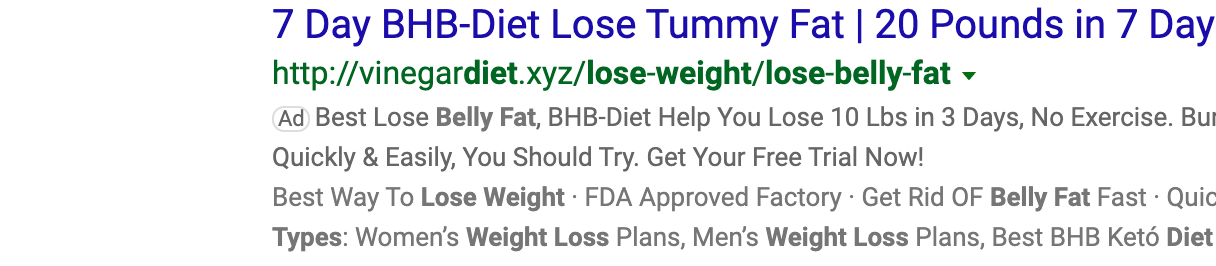 7 Day BHB-Diet Lose Tummy Fat | 20 Pounds in 7 Day
http://vinegardiet.xyz/lose-weight/lose-belly-fat
Ad Best Lose Belly Fat, BHB-Diet Help You Lose 10 Lbs in 3 Days, No Exercise. Bur
Quickly & Easily, You Should Try. Get Your Free Trial Now!
Best Way To Lose Weight · FDA Approved Factory · Get Rid OF Belly Fat Fast · Quic
Types: Women's Weight Loss Plans, Men's Weight Loss Plans, Best BHB Ketó Diet